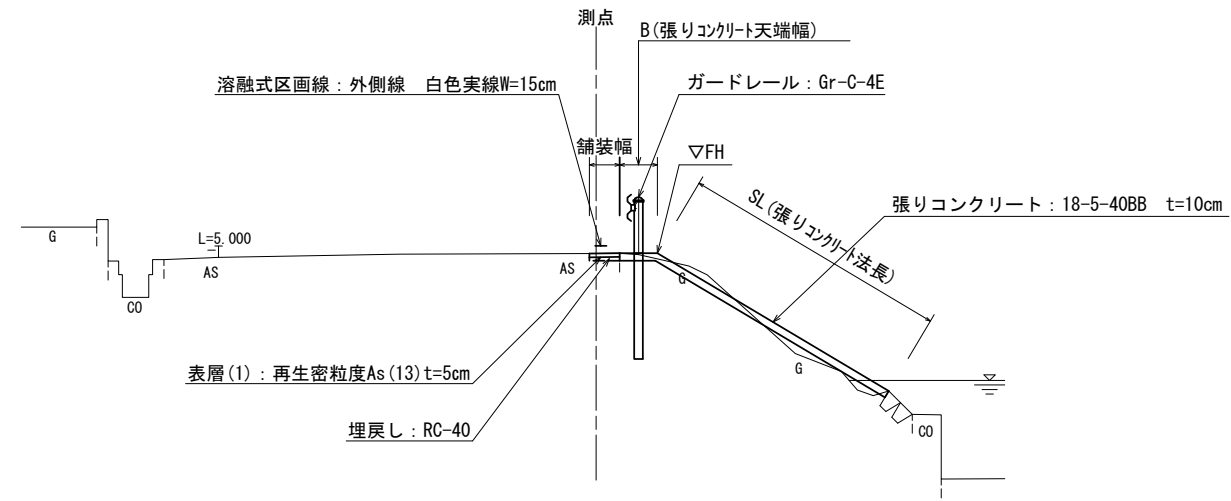 測点
B(張りコンクリート天端幅)
溶融式区画線：外側線　白色実線W=15cm
ガードレール：Gr-C-4E
舗装幅
▽FH
SL(張りコンクリート法長)
張りコンクリート：18-5-40BB　t=10cm
G
L=5.000
AS
CO
AS
G
表層(1)：再生密粒度As(13)t=5cm
G
埋戻し：RC-40
CO